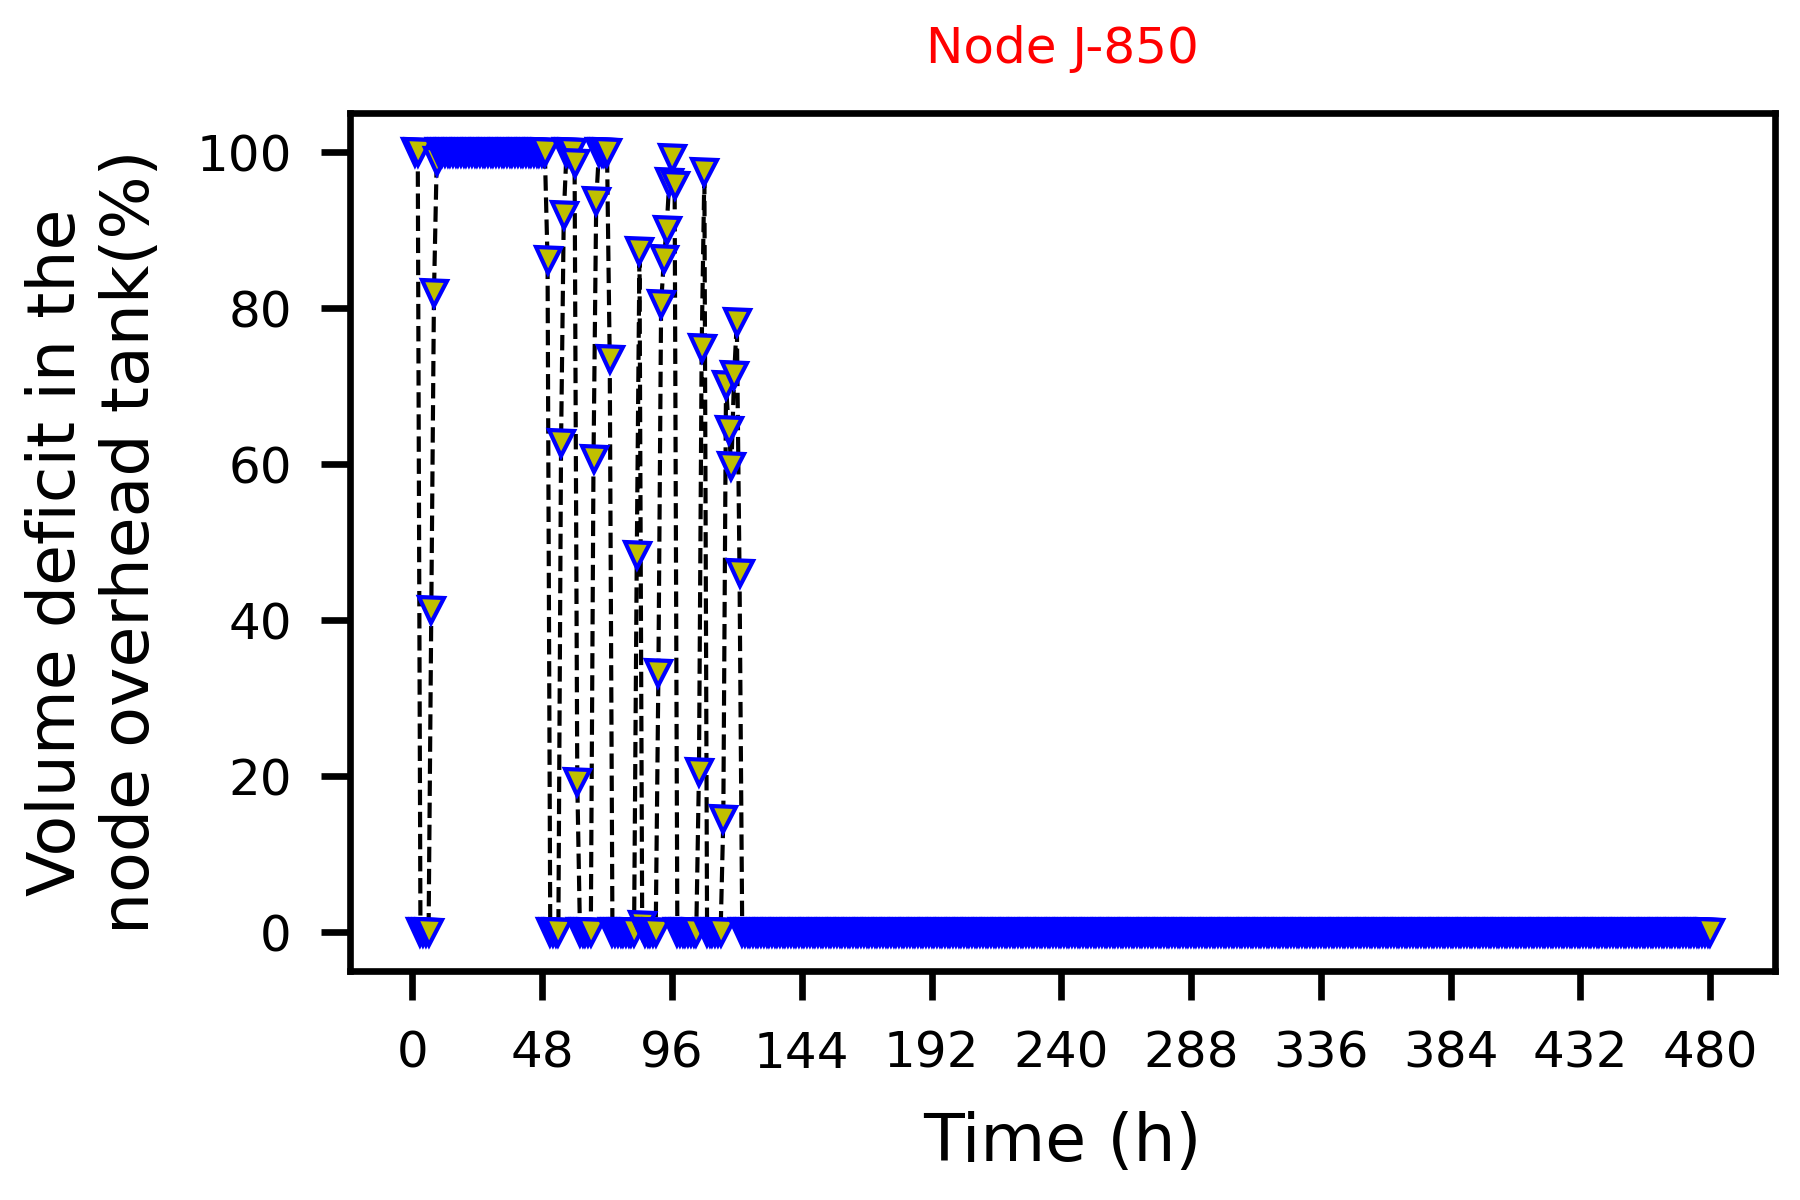 Node J-850
Volume deficit in the
node overhead tank(%)
100
80
60
40
20
0
0 48 96 144 192 240 288 336 384 432 480
Time (h)